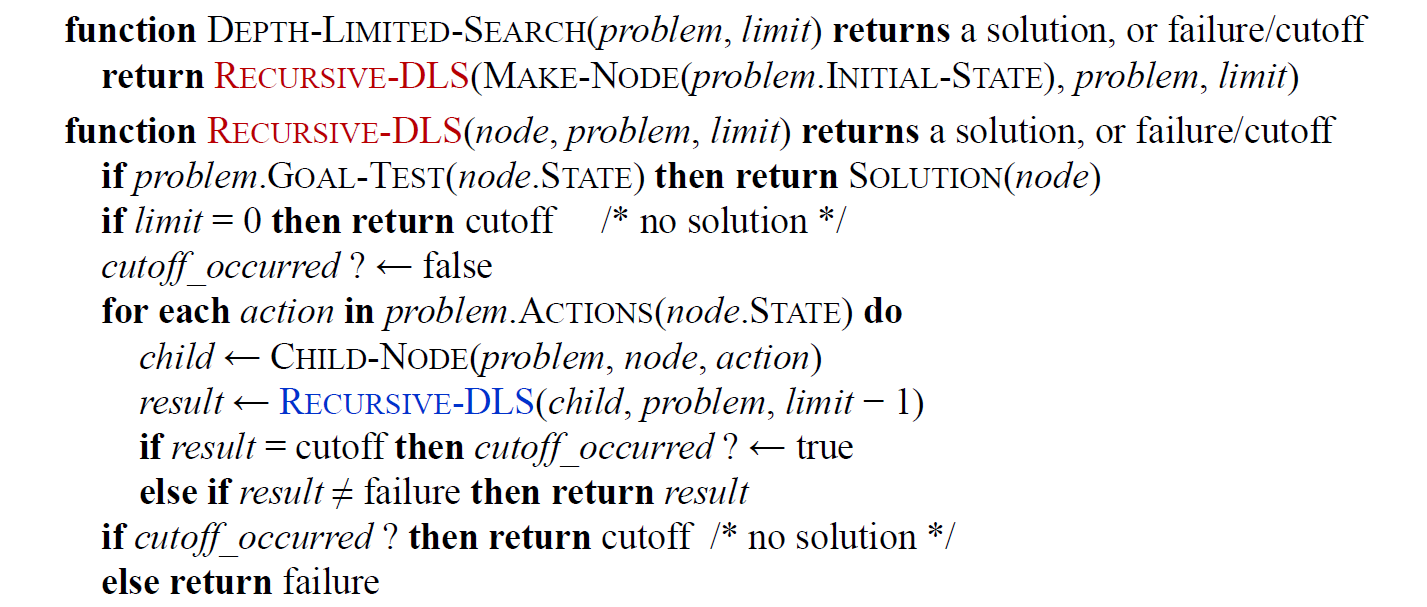 function DEPTH-LIMITED-SEARCH(problem, limit) returns a solution, or failure/cutoff
return RECURSIVE-DLS(MAKE-NODE(problem.INITIAL-STATE), problem, limit)
function RECURSIVE-DLS(node, problem, limit) returns a solution, or failure/cutoff
if problem.GOAL-TEST(node.STATE) then return SOLUTION(node)
if limit = 0 then return cutoff /* no solution */
cutoff_occurred ? ← false
for each action in problem.ACTIONS(node.STATE) do
child ← CHILD-NODE(problem, node, action)
result ← RECURSIVE-DLS(child, problem, limit − 1)
if result = cutoff then cutoff_occurred ? ← true
else if result ≠ failure then return result
if cutoff_occurred ? then return cutoff /* no solution */
else return failure